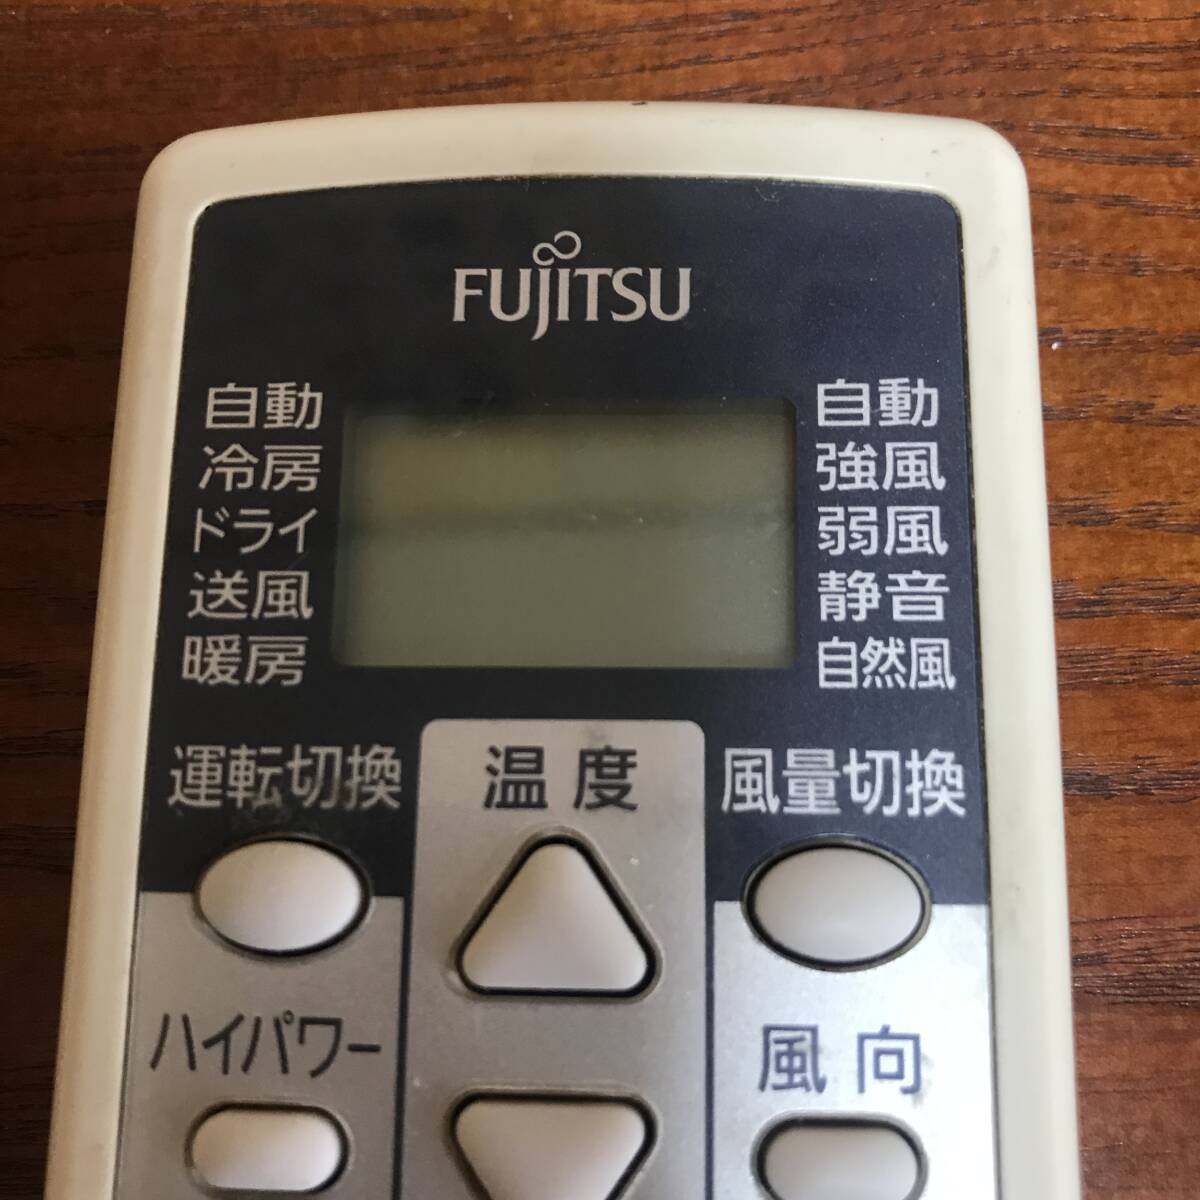 FUJITSU
自動
冷房
ドライ
送風
暖房
自動
強風
弱風
静音
自然風
運転切換
温度
風量切換
ハイパワー
風向